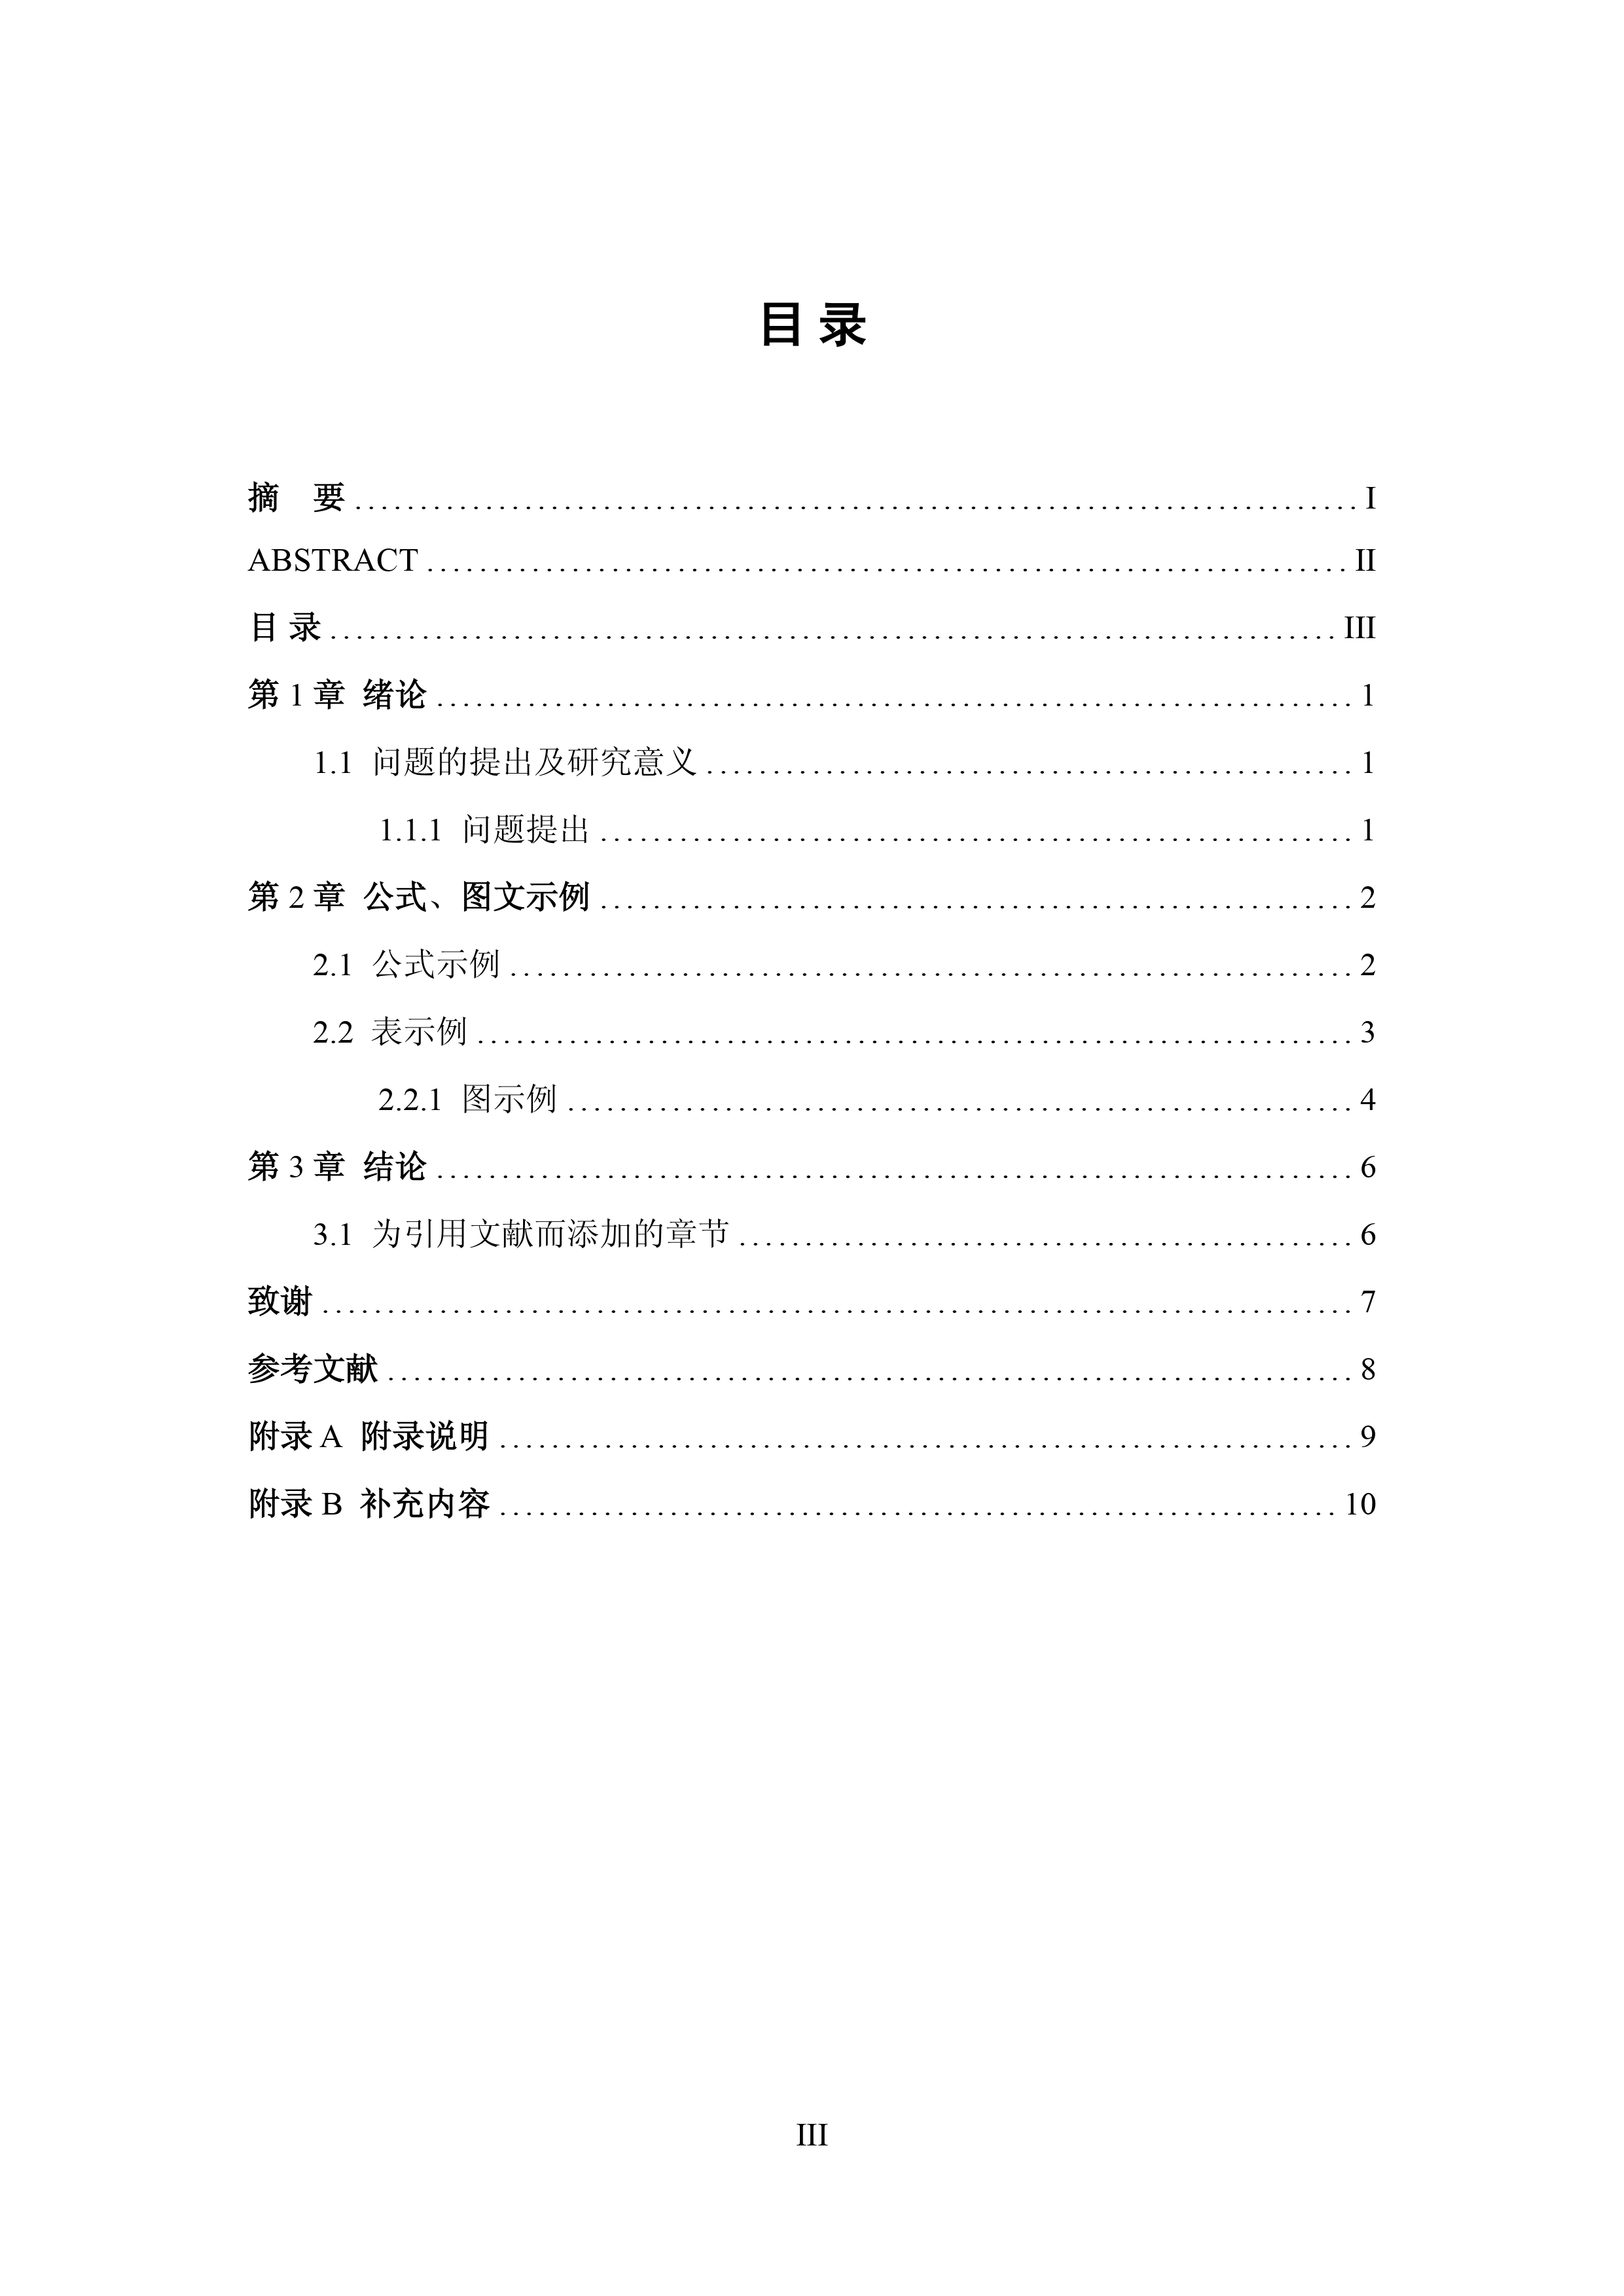 目 录
摘　要 ........................................................ I
ABSTRACT ........................................................ II
目 录 ........................................................ III
第 1 章 绪论 ........................................................ 1
1.1 问题的提出及研究意义 ........................................................ 1
1.1.1 问题提出 ........................................................ 1
第 2 章 公式、图文示例 ........................................................ 2
2.1 公式示例 ........................................................ 2
2.2 表示例 ........................................................ 3
2.2.1 图示例 ........................................................ 4
第 3 章 结论 ........................................................ 6
3.1 为引用文献而添加的章节 ........................................................ 6
致谢 ........................................................ 7
参考文献 ........................................................ 8
附录 A 附录说明 ........................................................ 9
附录 B 补充内容 ........................................................ 10
III